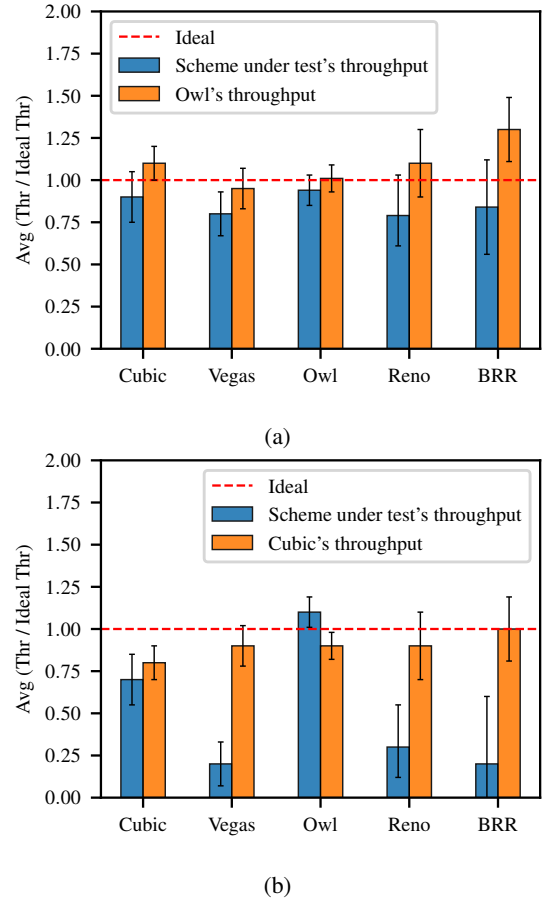 2.00
1.75
1.50
1.25
1.00
0.75
0.50
0.25
0.00
Avg (Thr / Ideal Thr)
Ideal
Scheme under test's throughput
Owl's throughput
Cubic Vegas Owl Reno BRR
(a)
2.00
1.75
1.50
1.25
1.00
0.75
0.50
0.25
0.00
Avg (Thr / Ideal Thr)
Ideal
Scheme under test's throughput
Cubic's throughput
Cubic Vegas Owl Reno BRR
(b)